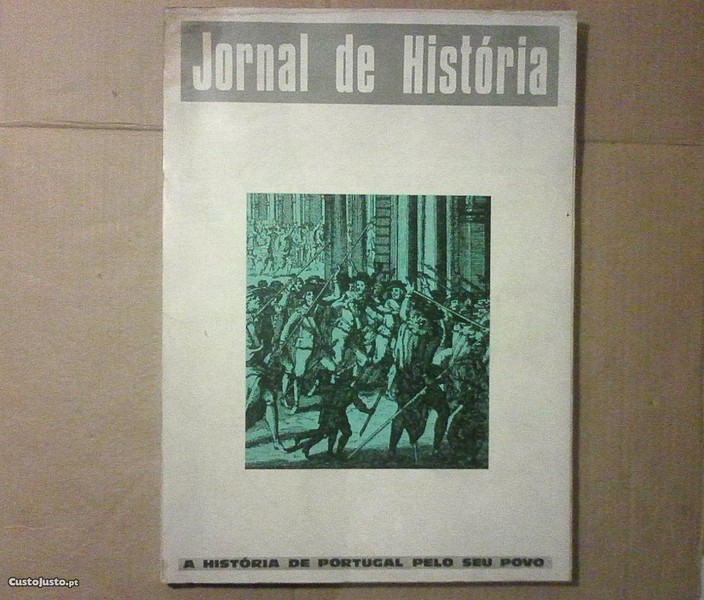 Jornal de História
A HISTÓRIA DE PORTUGAL PELO SEU POVO
CustoJusto.pt